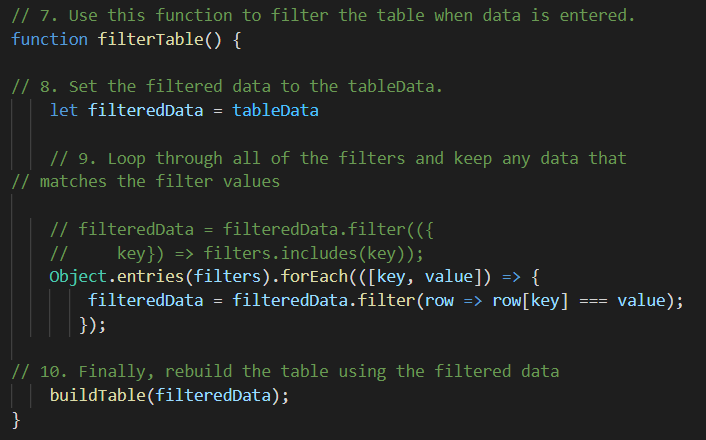 // 7. Use this function to filter the table when data is entered.
function filterTable() {
// 8. Set the filtered data to the tableData.
let filteredData = tableData
// 9. Loop through all of the filters and keep any data that
// matches the filter values
// filteredData = filteredData.filter(({
//     key}) => filters.includes(key));
Object.entries(filters).forEach(([key, value]) => {
filteredData = filteredData.filter(row => row[key] === value);
});
// 10. Finally, rebuild the table using the filtered data
buildTable(filteredData);
}